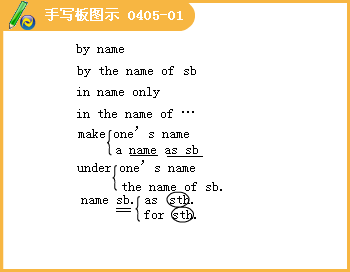 手写板图示 0405-01
by name
by the name of sb
in name only
in the name of …
make { one's name
a name as sb
under { one's name
the name of sb.
name sb. { as sth.
for sth.